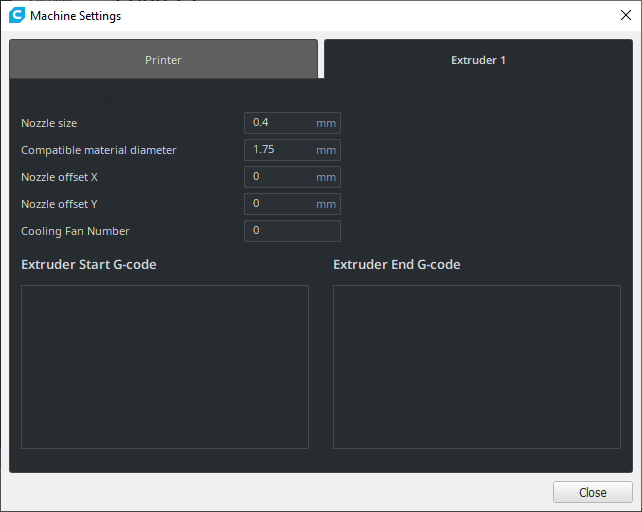 Machine Settings
Printer
Extruder 1
Nozzle size 0.4 mm
Compatible material diameter 1.75 mm
Nozzle offset X 0 mm
Nozzle offset Y 0 mm
Cooling Fan Number 0
Extruder Start G-code
Extruder End G-code
Close